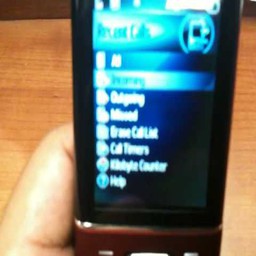 Recent Calls
All
Incoming
Outgoing
Missed
Erase Call List
Call Timers
Kilobyte Counter
Help